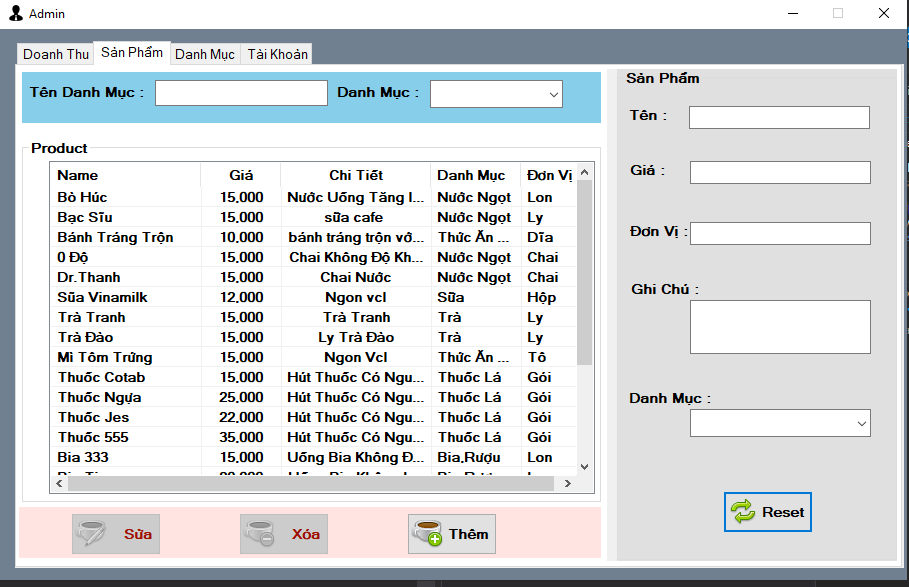 Admin
Doanh Thu Sản Phẩm Danh Mục Tài Khoản
Tên Danh Mục : Danh Mục :
Product
Name Giá Chi Tiết Danh Mục Đơn Vị
Bò Húc 15,000 Nước Uống Tăng l... Nước Ngọt Lon
Bạc Sĩu 15,000 sữa cafe Nước Ngọt Ly
Bánh Tráng Trộn 10,000 bánh tráng trộn vớ... Thức Ăn ... Dĩa
0 Độ 15,000 Chai Không Độ Kh... Nước Ngọt Chai
Dr.Thanh 15,000 Chai Nước Nước Ngọt Chai
Sũa Vinamilk 12,000 Ngon vcl Sữa Hộp
Trà Tranh 15,000 Trà Tranh Trà Ly
Trà Đào 15,000 Ly Trà Đào Trà Ly
Mì Tôm Trứng 15,000 Ngon Vcl Thức Ăn ... Tô
Thuốc Cotab 15,000 Hút Thuốc Có Ngu... Thuốc Lá Gói
Thuốc Ngựa 25,000 Hút Thuốc Có Ngu... Thuốc Lá Gói
Thuốc Jes 22,000 Hút Thuốc Có Ngu... Thuốc Lá Gói
Thuốc 555 35,000 Hút Thuốc Có Ngu... Thuốc Lá Gói
Bia 333 15,000 Uống Bia Không Đ... Bia,Rượu Lon
Sữa Xóa Thêm
Sản Phẩm
Tên :
Giá :
Đơn Vị :
Ghi Chú :
Danh Mục :
Reset